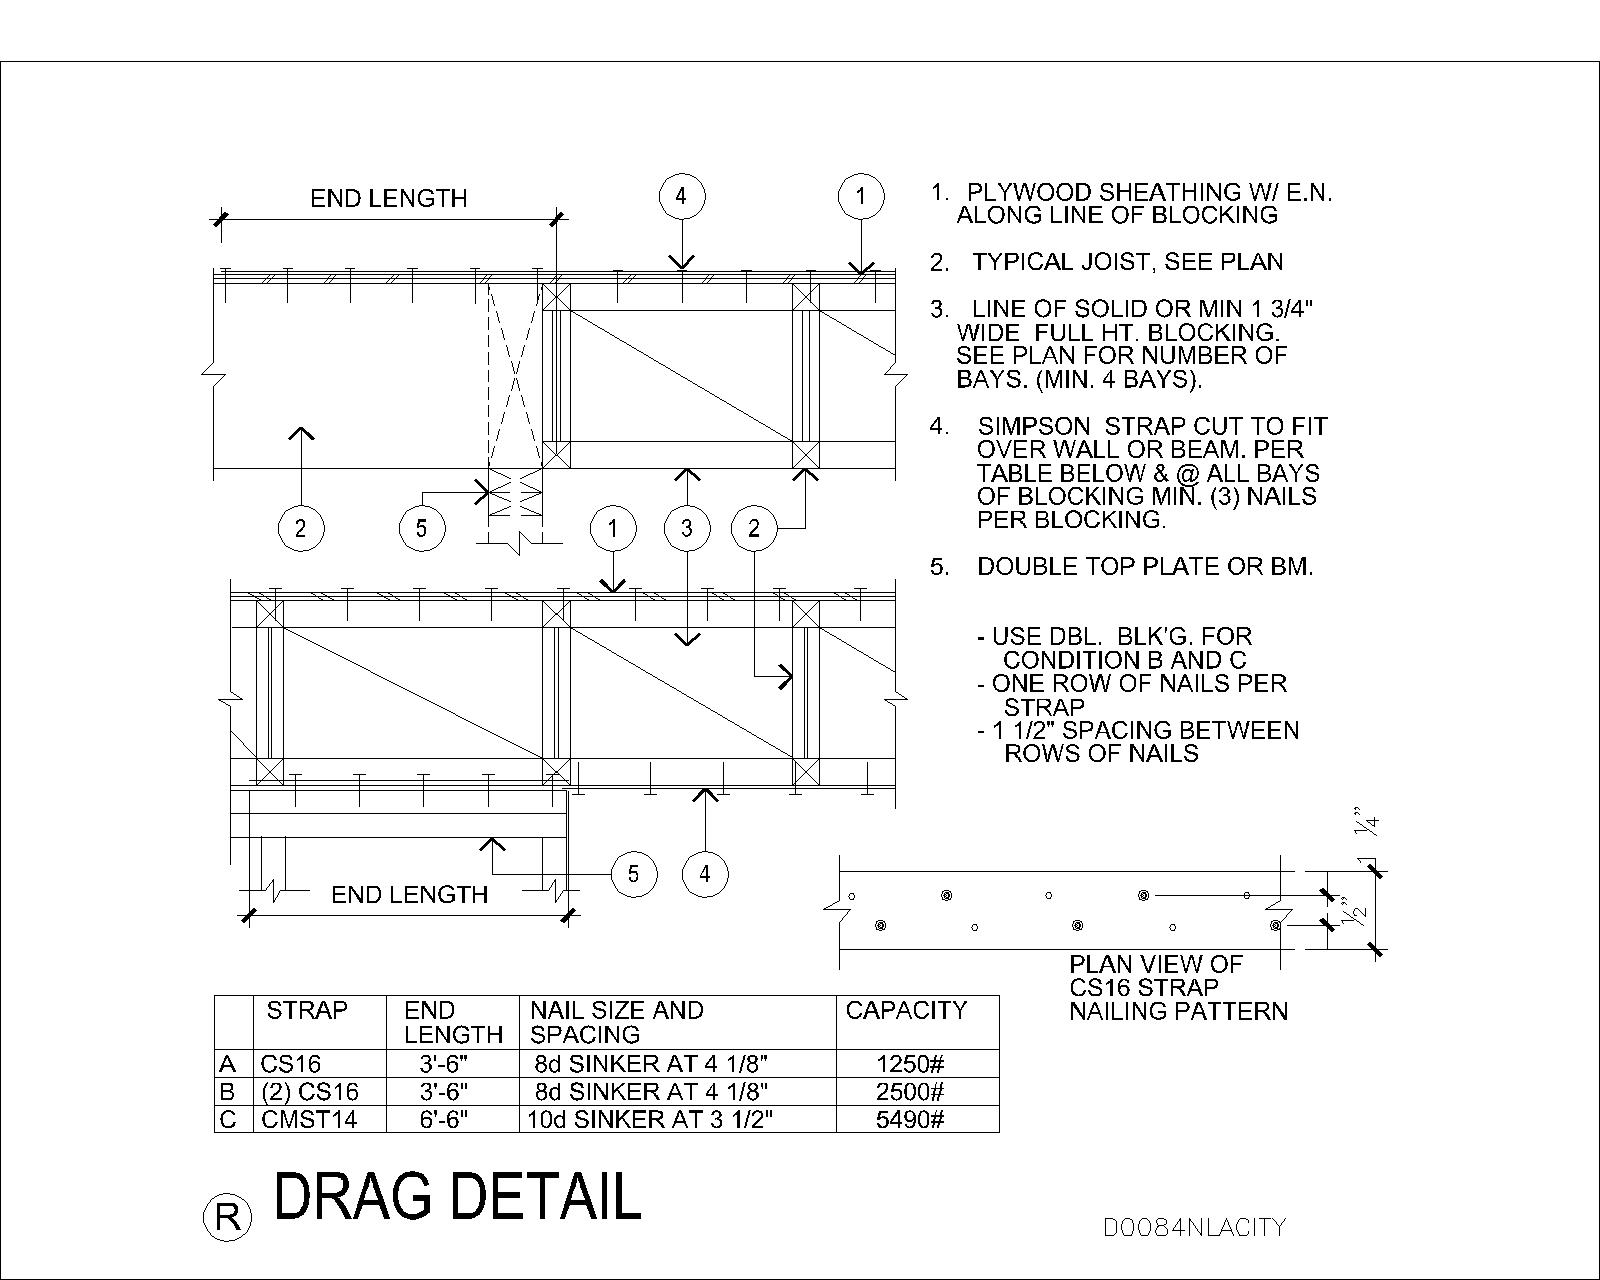 END LENGTH
4
1
1. PLYWOOD SHEATHING W/ E.N.
ALONG LINE OF BLOCKING
2. TYPICAL JOIST, SEE PLAN
3. LINE OF SOLID OR MIN 1 3/4"
WIDE FULL HT. BLOCKING.
SEE PLAN FOR NUMBER OF
BAYS. (MIN. 4 BAYS).
4. SIMPSON STRAP CUT TO FIT
OVER WALL OR BEAM. PER
TABLE BELOW & @ ALL BAYS
OF BLOCKING MIN. (3) NAILS
PER BLOCKING.
5. DOUBLE TOP PLATE OR BM.
- USE DBL. BLK'G. FOR
CONDITION B AND C
- ONE ROW OF NAILS PER
STRAP
- 1 1/2" SPACING BETWEEN
ROWS OF NAILS
2
5
1
3
2
5
4
END LENGTH
1 1/4"
1/2"
PLAN VIEW OF
CS16 STRAP
NAILING PATTERN
STRAP END LENGTH NAIL SIZE AND SPACING CAPACITY
A CS16 3'-6" 8d SINKER AT 4 1/8" 1250#
B (2) CS16 3'-6" 8d SINKER AT 4 1/8" 2500#
C CMST14 6'-6" 10d SINKER AT 3 1/2" 5490#
R DRAG DETAIL
D0084NLACITY